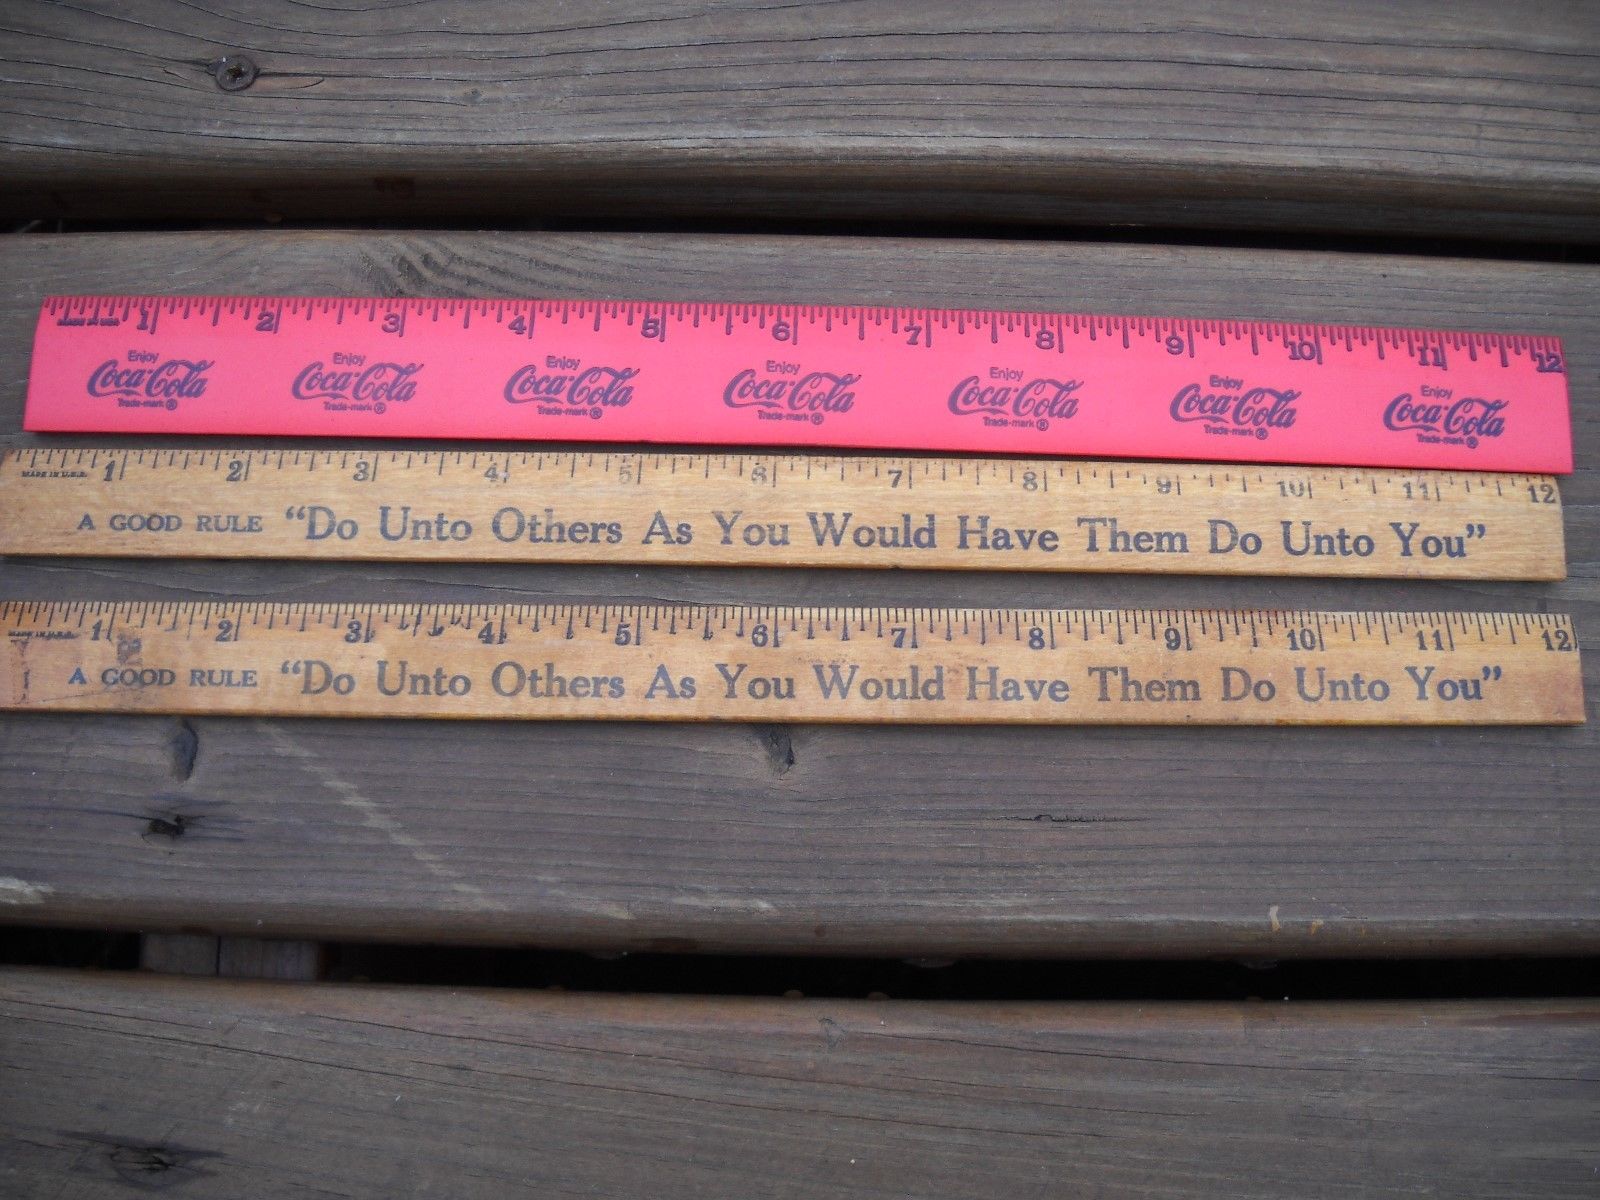 1 2 3 4 5 6 7 8 9 10 11 12
MADE IN USA
Enjoy Enjoy Enjoy Enjoy Enjoy Enjoy Enjoy
Coca-Cola Coca-Cola Coca-Cola Coca-Cola Coca-Cola Coca-Cola Coca-Cola
Trade-mark ® Trade-mark ® Trade-mark ® Trade-mark ® Trade-mark ® Trade-mark ® Trade-mark ®
1 2 3 4 5 6 7 8 9 10 11 12
MADE IN U.S.A.
A GOOD RULE “Do Unto Others As You Would Have Them Do Unto You”
1 2 3 4 5 6 7 8 9 10 11 12
MADE IN U.S.A.
A GOOD RULE “Do Unto Others As You Would Have Them Do Unto You”